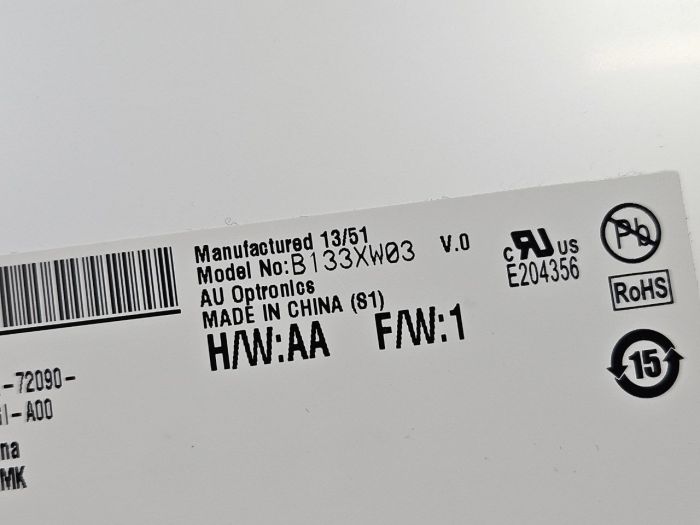 Manufactured 13/51
Model No:B133XW03 V.0
AU Optronics
MADE IN CHINA (S1)
H/W:AA F/W:1
c RU US
E204356
Pb
RoHS
15
-72090-
-A00
na
MK